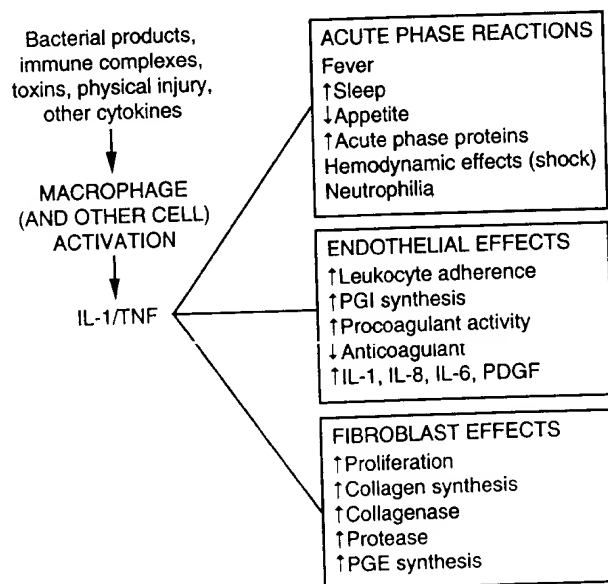 Bacterial products,
immune complexes,
toxins, physical injury,
other cytokines
MACROPHAGE
(AND OTHER CELL)
ACTIVATION
IL-1/TNF
ACUTE PHASE REACTIONS
Fever
↑Sleep
↓Appetite
↑Acute phase proteins
Hemodynamic effects (shock)
Neutrophilia
ENDOTHELIAL EFFECTS
↑Leukocyte adherence
↑PGI synthesis
↑Procoagulant activity
↓Anticoagulant
↑IL-1, IL-8, IL-6, PDGF
FIBROBLAST EFFECTS
↑Proliferation
↑Collagen synthesis
↑Collagenase
↑Protease
↑PGE synthesis